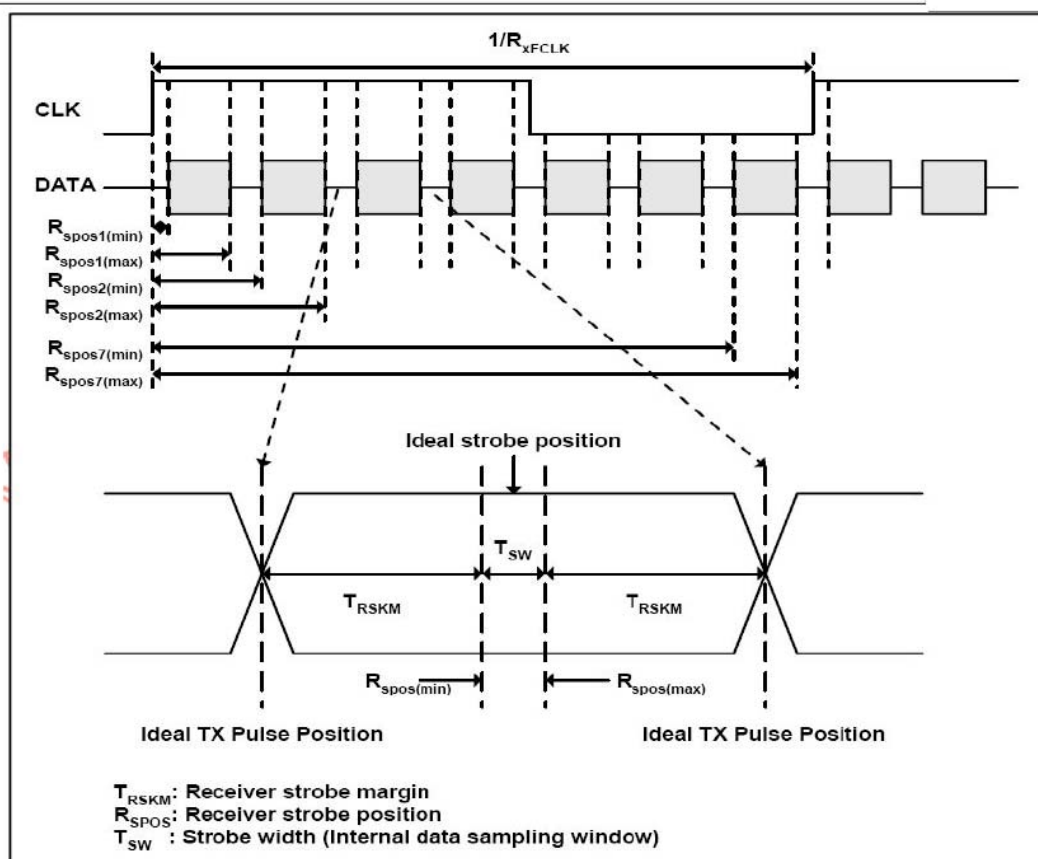 1/RxFCLK
CLK
DATA
Rspos1(min)
Rspos1(max)
Rspos2(min)
Rspos2(max)
Rspos7(min)
Rspos7(max)
Ideal strobe position
TSW
TRSKM TRSKM
Rspos(min) Rspos(max)
Ideal TX Pulse Position Ideal TX Pulse Position
TRSKM: Receiver strobe margin
RSPOS: Receiver strobe position
TSW : Strobe width (Internal data sampling window)